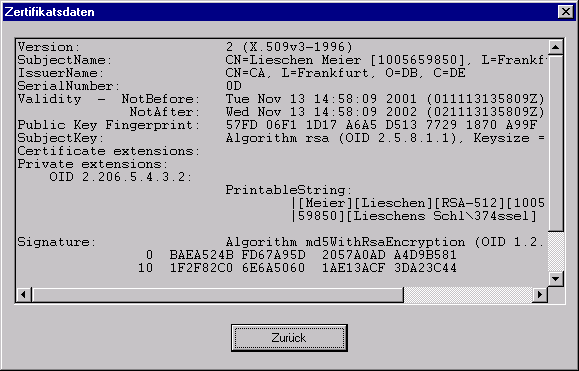 Zertifikatsdaten
Version: 2 (X.509v3-1996)
SubjectName: CN=Lieschen Meier [1005659850], L=Frankf
IssuerName: CN=CA, L=Frankfurt, O=DB, C=DE
SerialNumber: 0D
Validity - NotBefore: Tue Nov 13 14:58:09 2001 (011113135809Z)
NotAfter: Wed Nov 13 14:58:09 2002 (021113135809Z)
Public Key Fingerprint: 57FD 06F1 1D17 A6A5 D513 7729 1870 A99F
SubjectKey: Algorithm rsa (OID 2.5.8.1.1), Keysize =
Certificate extensions:
Private extensions:
OID 2.206.5.4.3.2:
PrintableString:
|[Meier][Lieschen][RSA-512][1005
|59850][Lieschens Schl\374ssel]
Signature: Algorithm md5WithRsaEncryption (OID 1.2.
0 BAEA524B FD67A95D 2057A0AD A4D9B581
10 1F2F82C0 6E6A5060 1AE13ACF 3DA23C44
Zurück